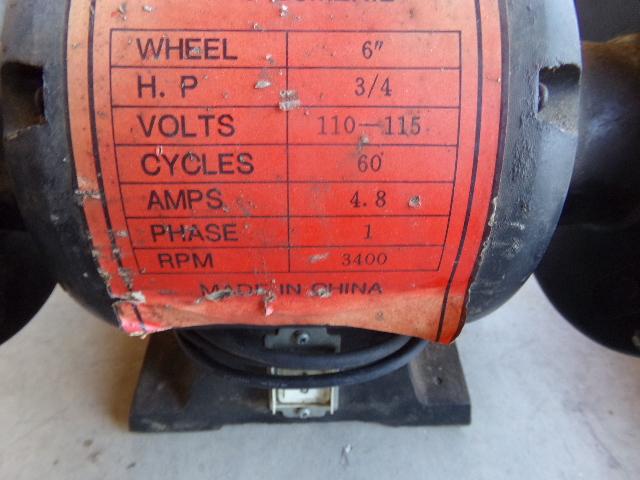 WHEEL 6"
H. P 3/4
VOLTS 110—115
CYCLES 60
AMPS 4.8
PHASE 1
RPM 3400
MADE IN CHINA